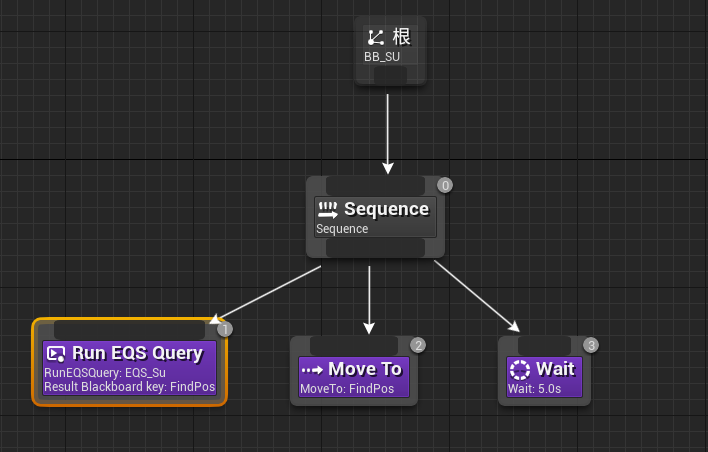 根
BB_SU
0
Sequence
Sequence
1
Run EQS Query
RunEQSQuery: EQS_Su
Result Blackboard key: FindPos
2
Move To
MoveTo: FindPos
3
Wait
Wait: 5.0s